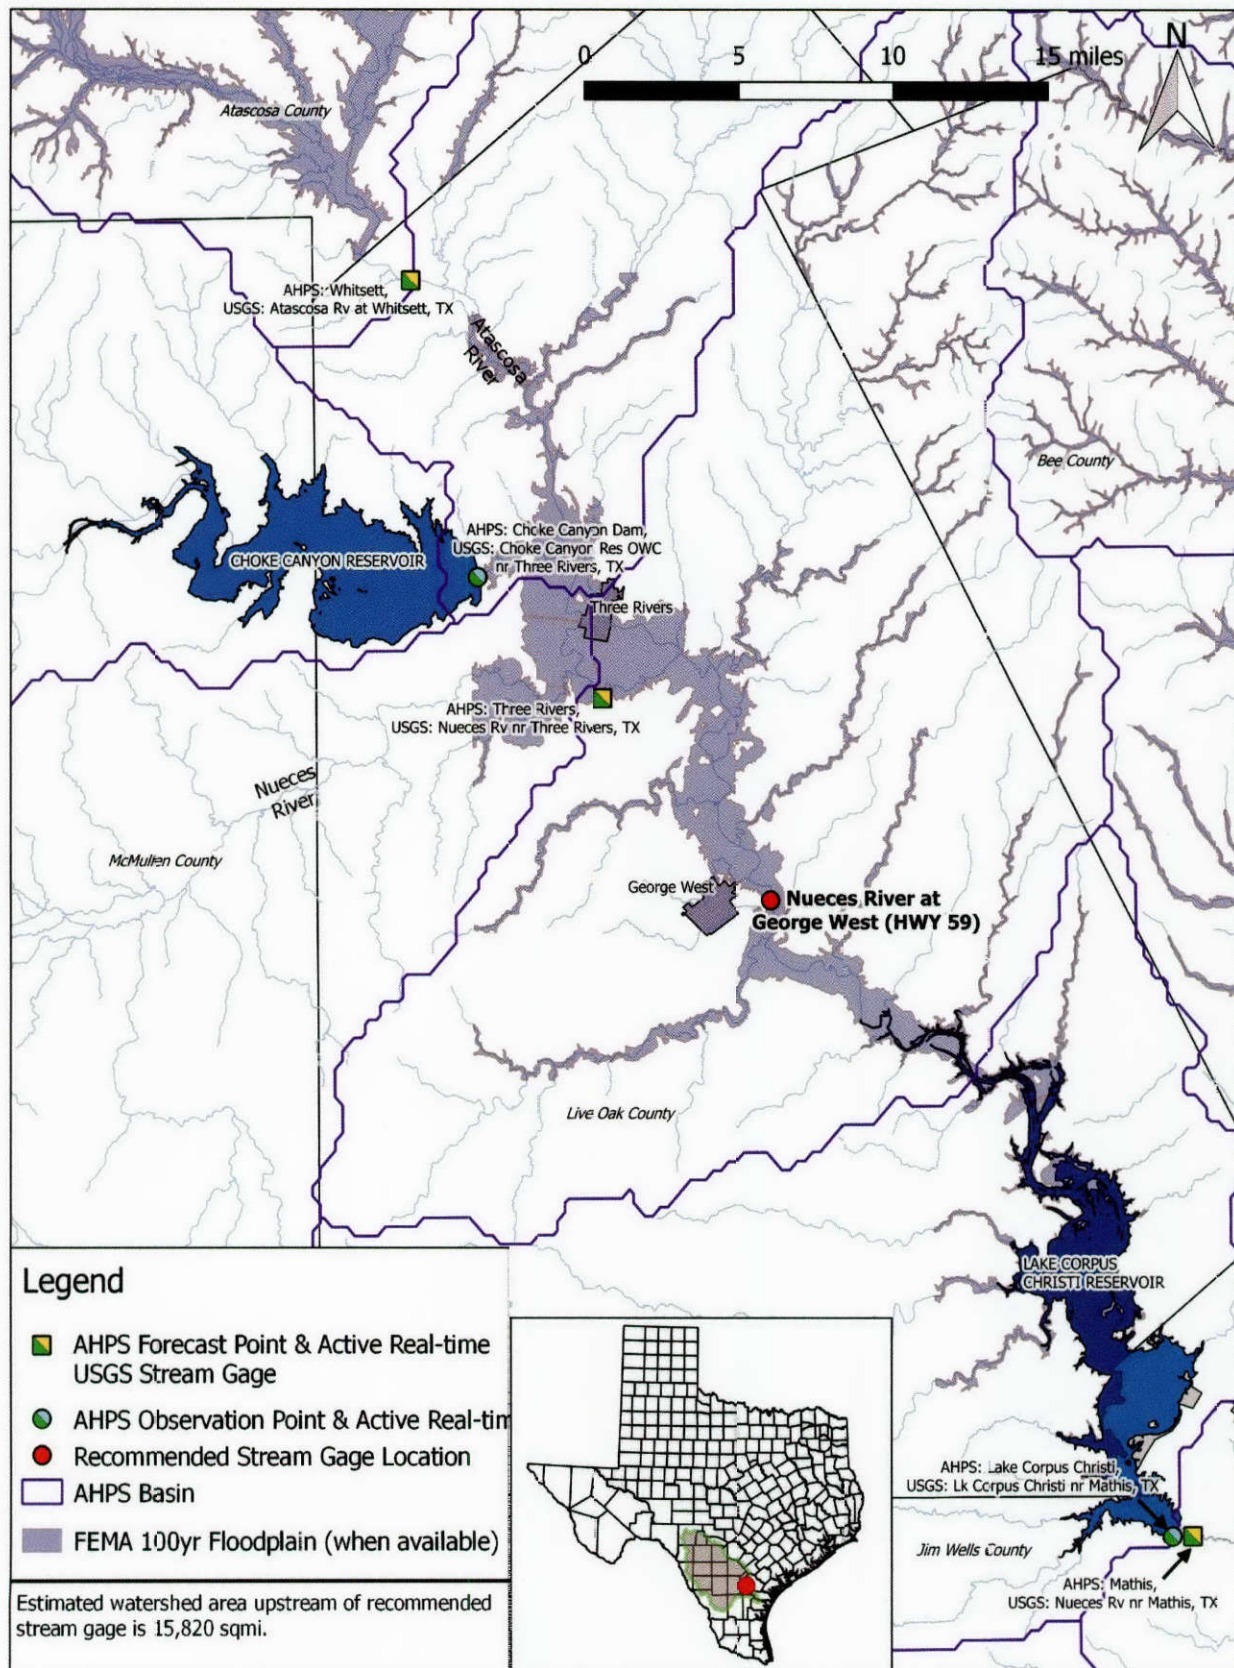 0 5 10 15 miles
N
Atascosa County
AHPS: Whitsett,
USGS: Atascosa Rv at Whitsett, TX
Atascosa
River
Bee County
AHPS: Choke Canyon Dam,
USGS: Choke Canyon Res OWC
nr Three Rivers, TX
CHOKE CANYON RESERVOIR
Three Rivers
AHPS: Three Rivers,
USGS: Nueces Rv nr Three Rivers, TX
Nueces
River
McMullen County
George West
Nueces River at
George West (HWY 59)
Live Oak County
LAKE CORPUS
CHRISTI RESERVOIR
AHPS: Lake Corpus Christi,
USGS: Lk Corpus Christi nr Mathis, TX
Jim Wells County
AHPS: Mathis,
USGS: Nueces Rv nr Mathis, TX
Legend
AHPS Forecast Point & Active Real-time
USGS Stream Gage
AHPS Observation Point & Active Real-tim
Recommended Stream Gage Location
AHPS Basin
FEMA 100yr Floodplain (when available)
Estimated watershed area upstream of recommended
stream gage is 15,820 sqmi.